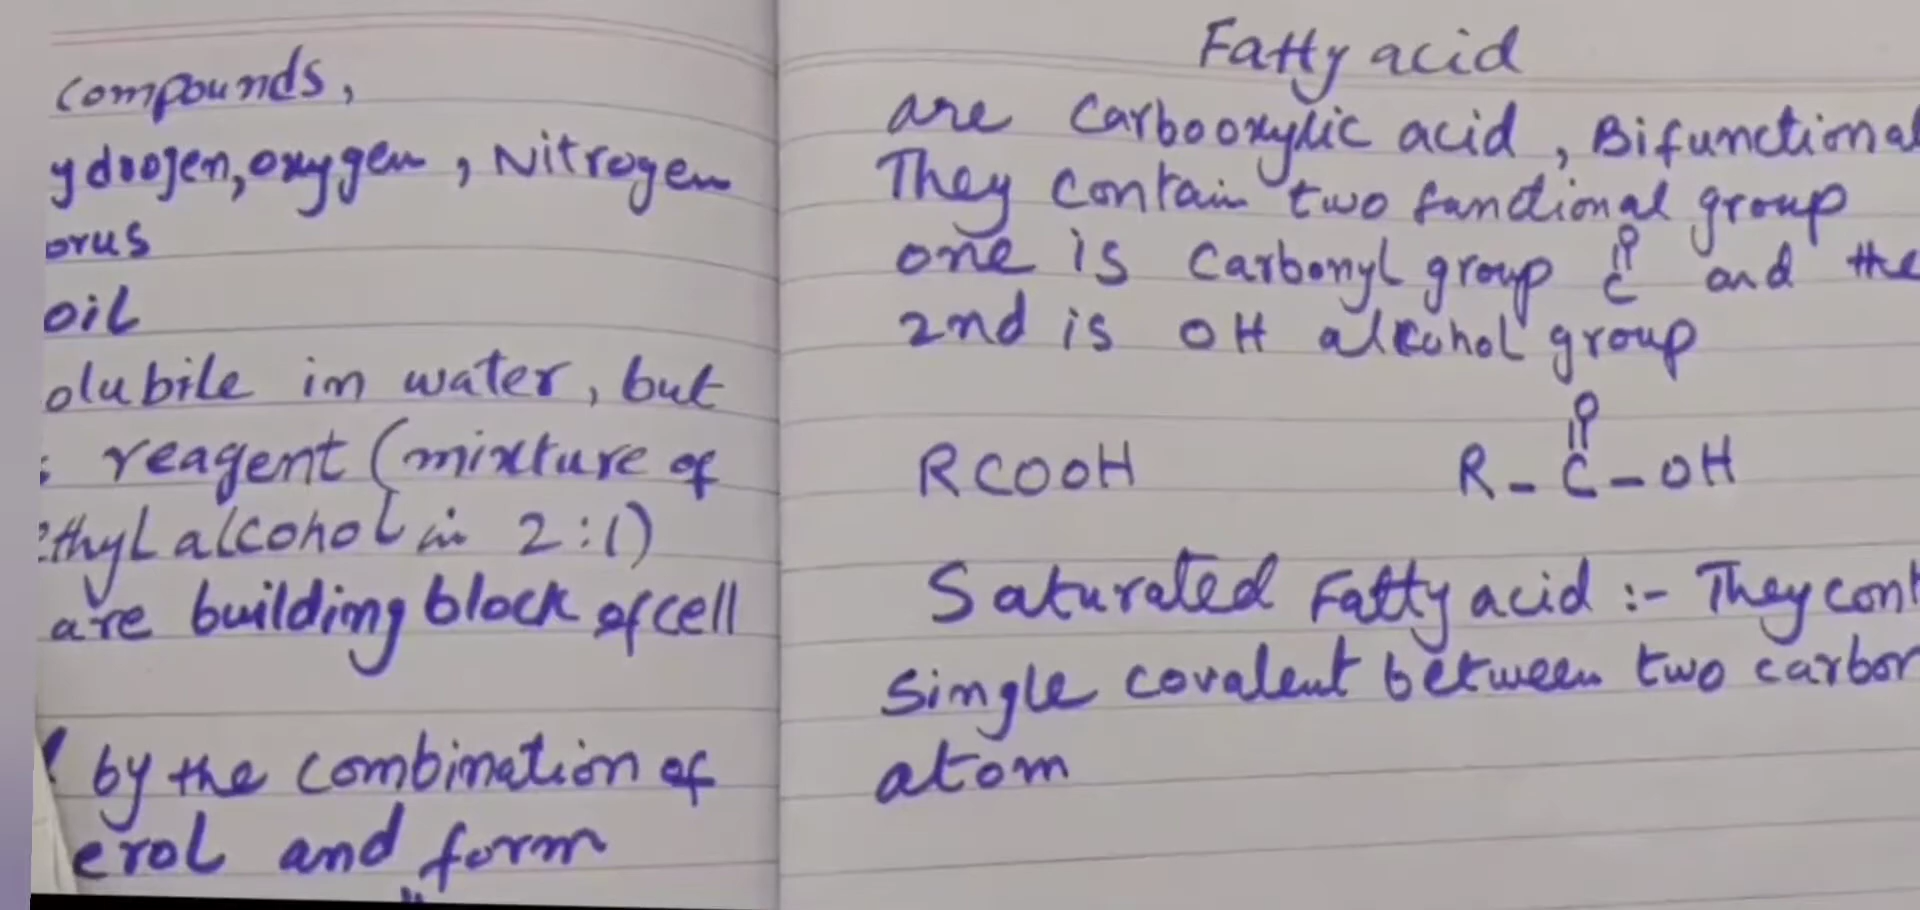 compounds,
ydrogen, oxygen, Nitrogen
orus
oil
olubile in water, but
reagent (mixture of
ethyl alcohol in 2:1)
are building block of cell
by the combination of
erol and form
Fatty acid
are Carbooxylic acid, Bifunctional
They contain two functional group
one is Carbonyl group O=C and the
2nd is OH alcohol group
O
RCOOH R-C-OH
Saturated Fatty acid :- They cont
single covalent between two carbon
atom